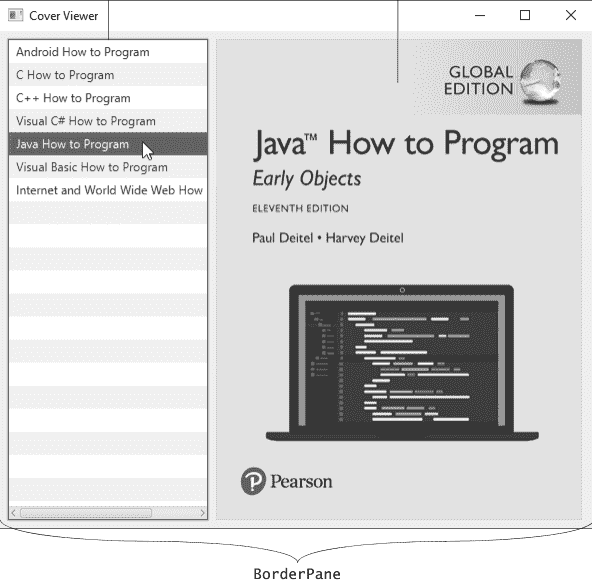 Cover Viewer
Android How to Program
C How to Program
C++ How to Program
Visual C# How to Program
Java How to Program
Visual Basic How to Program
Internet and World Wide Web How
GLOBAL
EDITION
Java™ How to Program
Early Objects
ELEVENTH EDITION
Paul Deitel • Harvey Deitel
Pearson
BorderPane